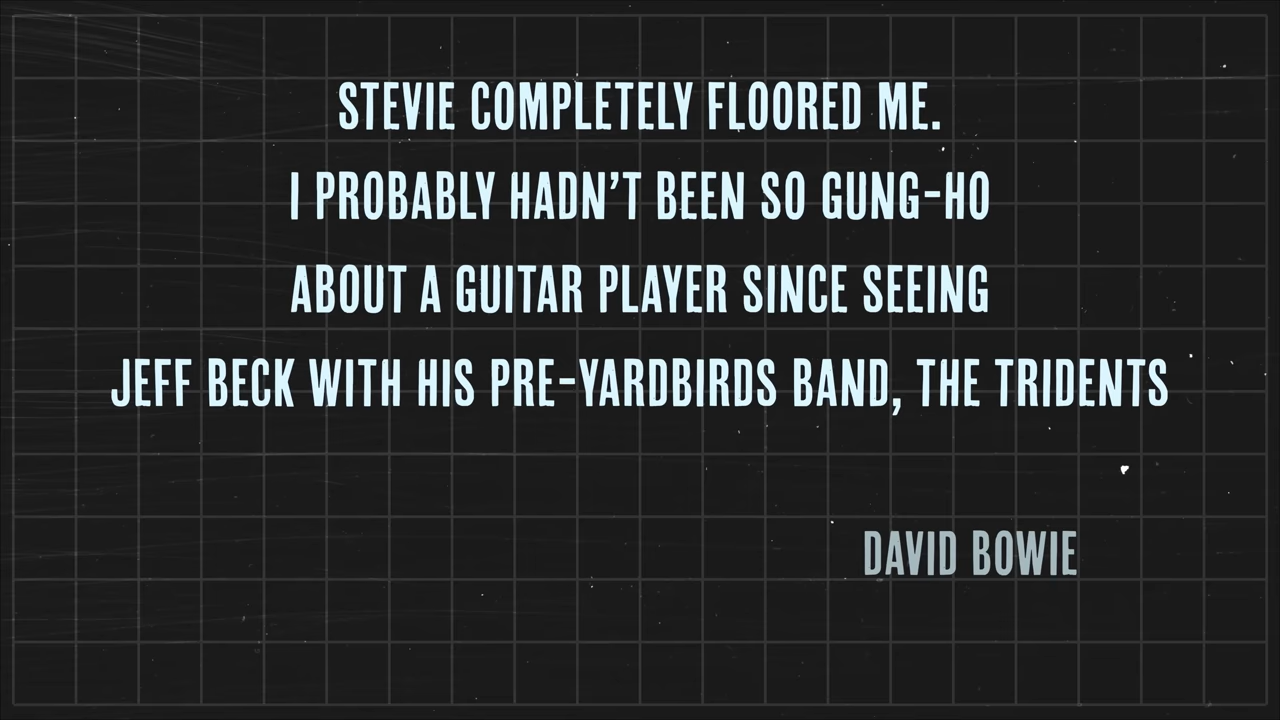 STEVIE COMPLETELY FLOORED ME.
I PROBABLY HADN’T BEEN SO GUNG-HO
ABOUT A GUITAR PLAYER SINCE SEEING
JEFF BECK WITH HIS PRE-YARDBIRDS BAND, THE TRIDENTS
DAVID BOWIE